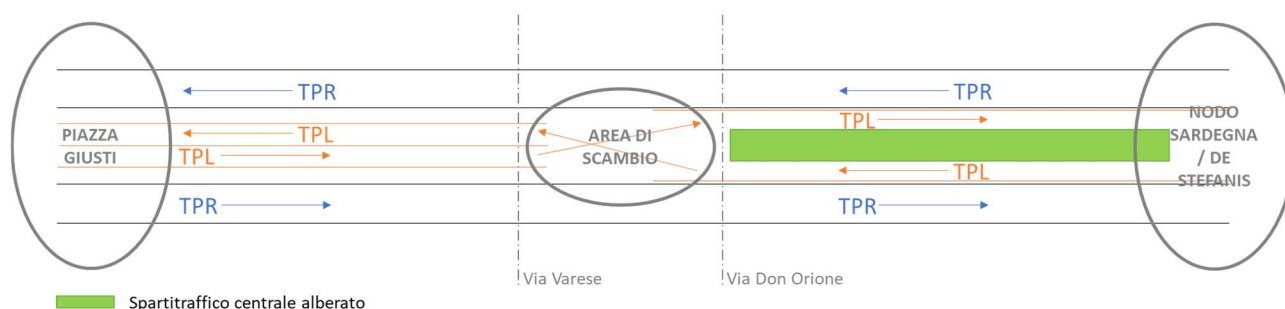 TPR
TPR
PIAZZA
GIUSTI
TPL
TPL
AREA DI
SCAMBIO
TPL
TPL
NODO
SARDEGNA
/ DE
STEFANIS
TPR
TPR
Via Varese
Via Don Orione
Spartitraffico centrale alberato